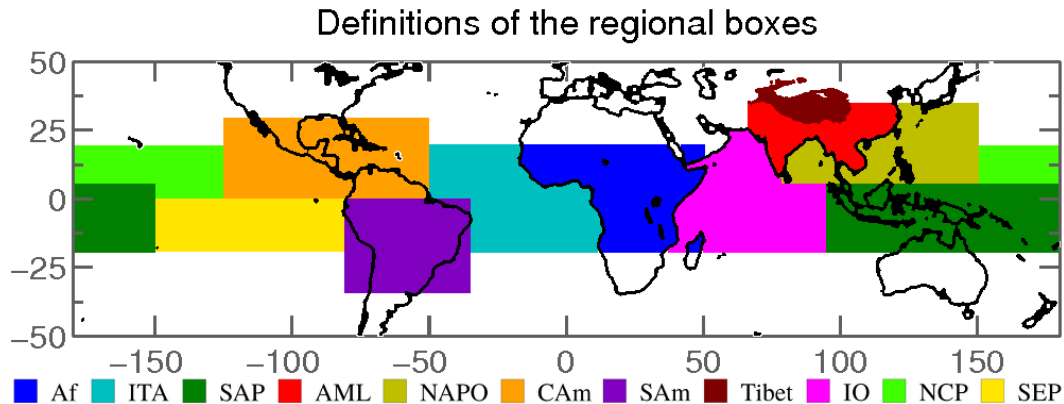 Definitions of the regional boxes
50
25
0
−25
−50
−150 −100 −50 0 50 100 150
Af ITA SAP AML NAPO CAm SAm Tibet IO NCP SEP